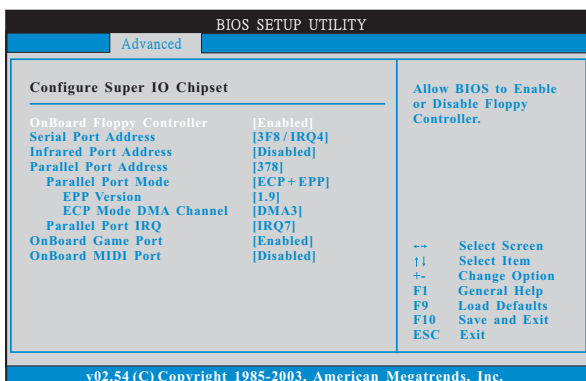 BIOS SETUP UTILITY
Advanced
Configure Super IO Chipset
OnBoard Floppy Controller [Enabled]
Serial Port Address [3F8 / IRQ4]
Infrared Port Address [Disabled]
Parallel Port Address [378]
Parallel Port Mode [ECP + EPP]
EPP Version [1.9]
ECP Mode DMA Channel [DMA3]
Parallel Port IRQ [IRQ7]
OnBoard Game Port [Enabled]
OnBoard MIDI Port [Disabled]
Allow BIOS to Enable
or Disable Floppy
Controller.
←→ Select Screen
↑↓ Select Item
+- Change Option
F1 General Help
F9 Load Defaults
F10 Save and Exit
ESC Exit
v02.54 (C) Copyright 1985-2003, American Megatrends, Inc.